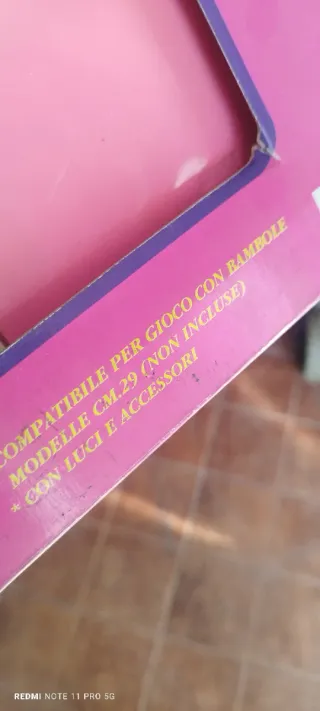 COMPATIBILE PER GIOCO CON BAMBOLE
MODELLE CM.29 (NON INCLUSE)
* CON LUCI E ACCESSORI
REDMI NOTE 11 PRO 5G